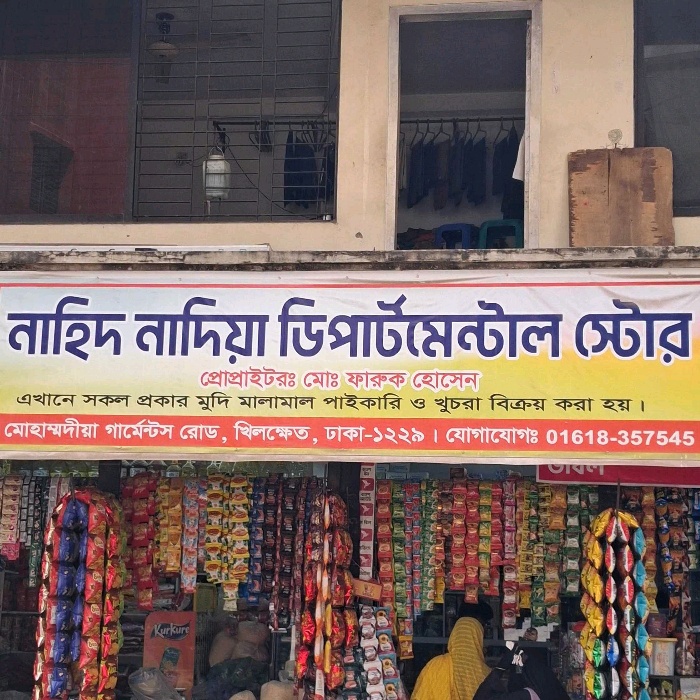 নাহিদ নাদিয়া ডিপার্টমেন্টাল স্টোর
প্রোপ্রাইটরঃ মোঃ ফারুক হোসেন
এখানে সকল প্রকার মুদি মালামাল পাইকারি ও খুচরা বিক্রয় করা হয়।
মোহাম্মদীয়া গার্মেন্টস রোড, খিলক্ষেত, ঢাকা-১২২৯। যোগাযোগঃ 01618-357545
Kurkure